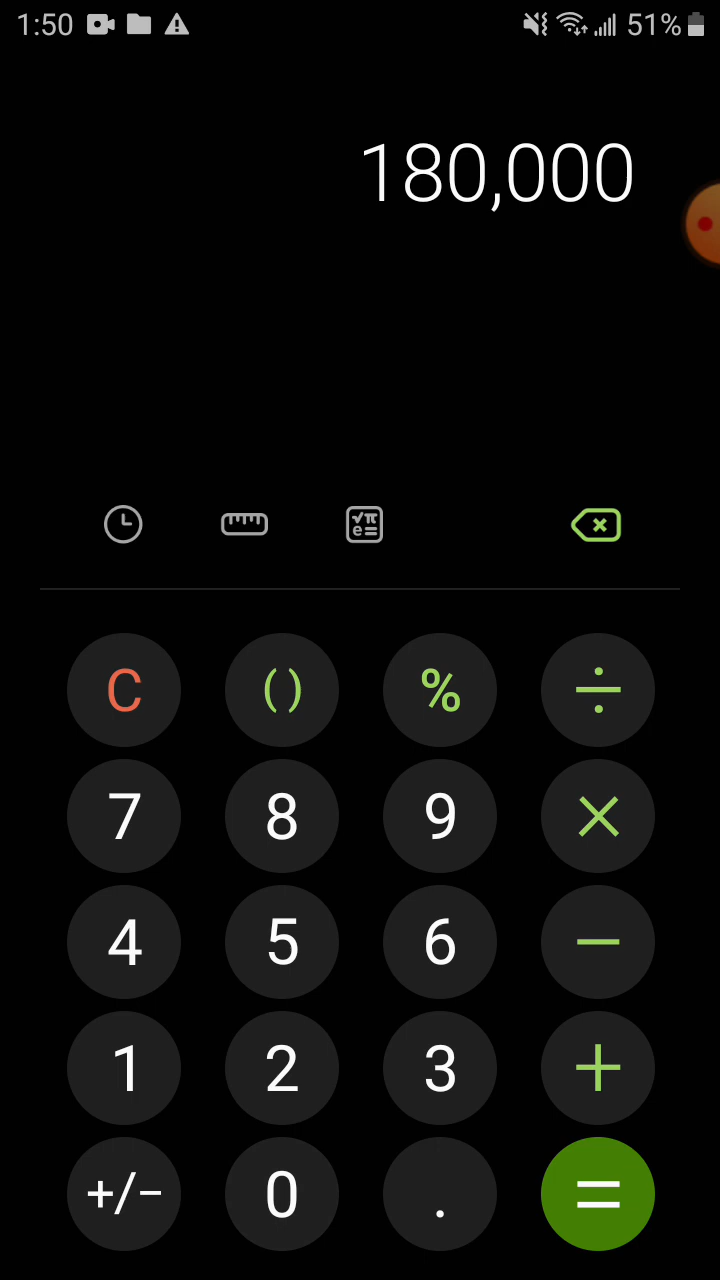 1:50 51%
180,000
C ( ) % ÷
7 8 9 ×
4 5 6 −
1 2 3 +
+/− 0 . =